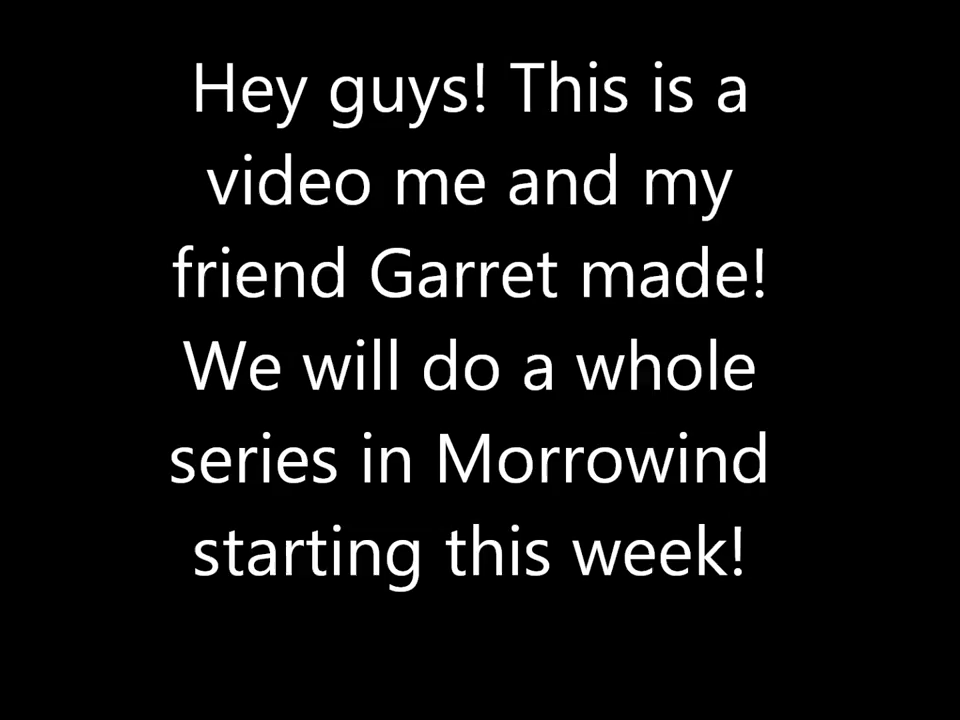 Hey guys! This is a
video me and my
friend Garret made!
We will do a whole
series in Morrowind
starting this week!